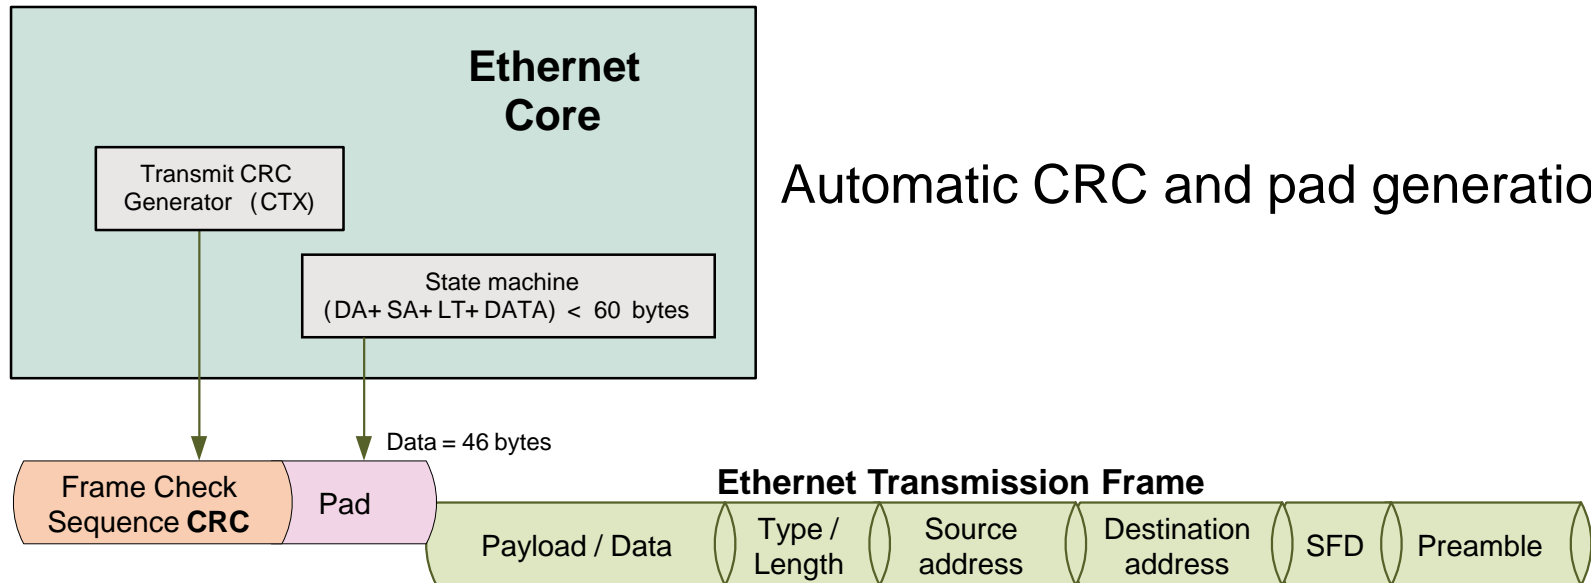 Ethernet
Core
Transmit CRC
Generator (CTX)
Automatic CRC and pad generatio
State machine
(DA+ SA+ LT+ DATA) < 60 bytes
Data = 46 bytes
Frame Check
Sequence CRC
Pad
Ethernet Transmission Frame
Payload / Data
Type /
Length
Source
address
Destination
address
SFD
Preamble